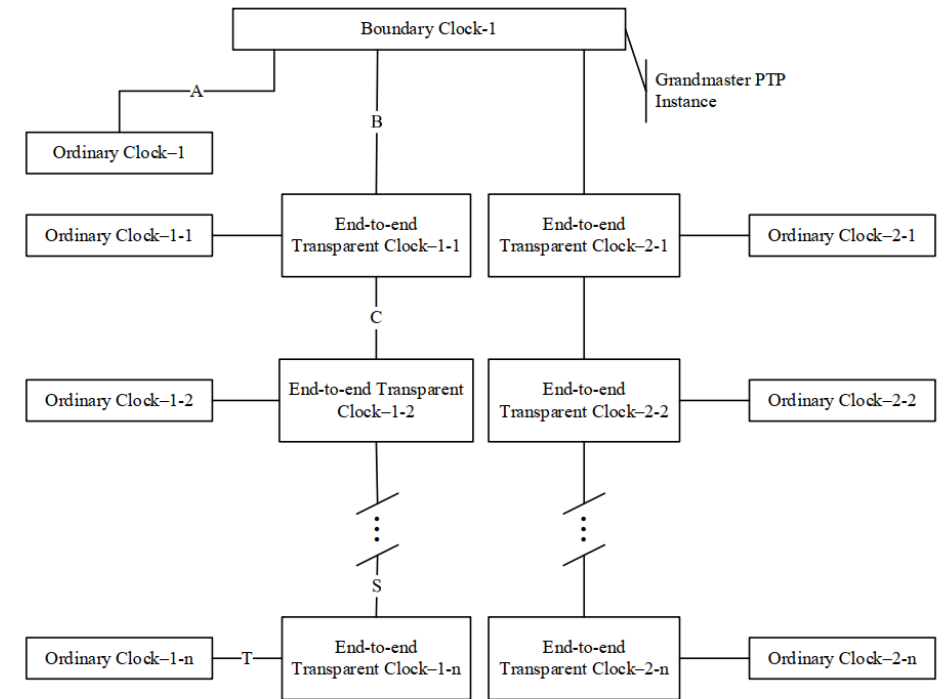 Boundary Clock-1
Grandmaster PTP
Instance
A
B
Ordinary Clock–1
Ordinary Clock–1-1
End-to-end
Transparent Clock–1-1
End-to-end
Transparent Clock–2-1
Ordinary Clock–2-1
C
Ordinary Clock–1-2
End-to-end Transparent
Clock–1-2
End-to-end
Transparent Clock–2-2
Ordinary Clock–2-2
S
Ordinary Clock–1-n
T
End-to-end
Transparent Clock–1-n
End-to-end
Transparent Clock–2-n
Ordinary Clock–2-n